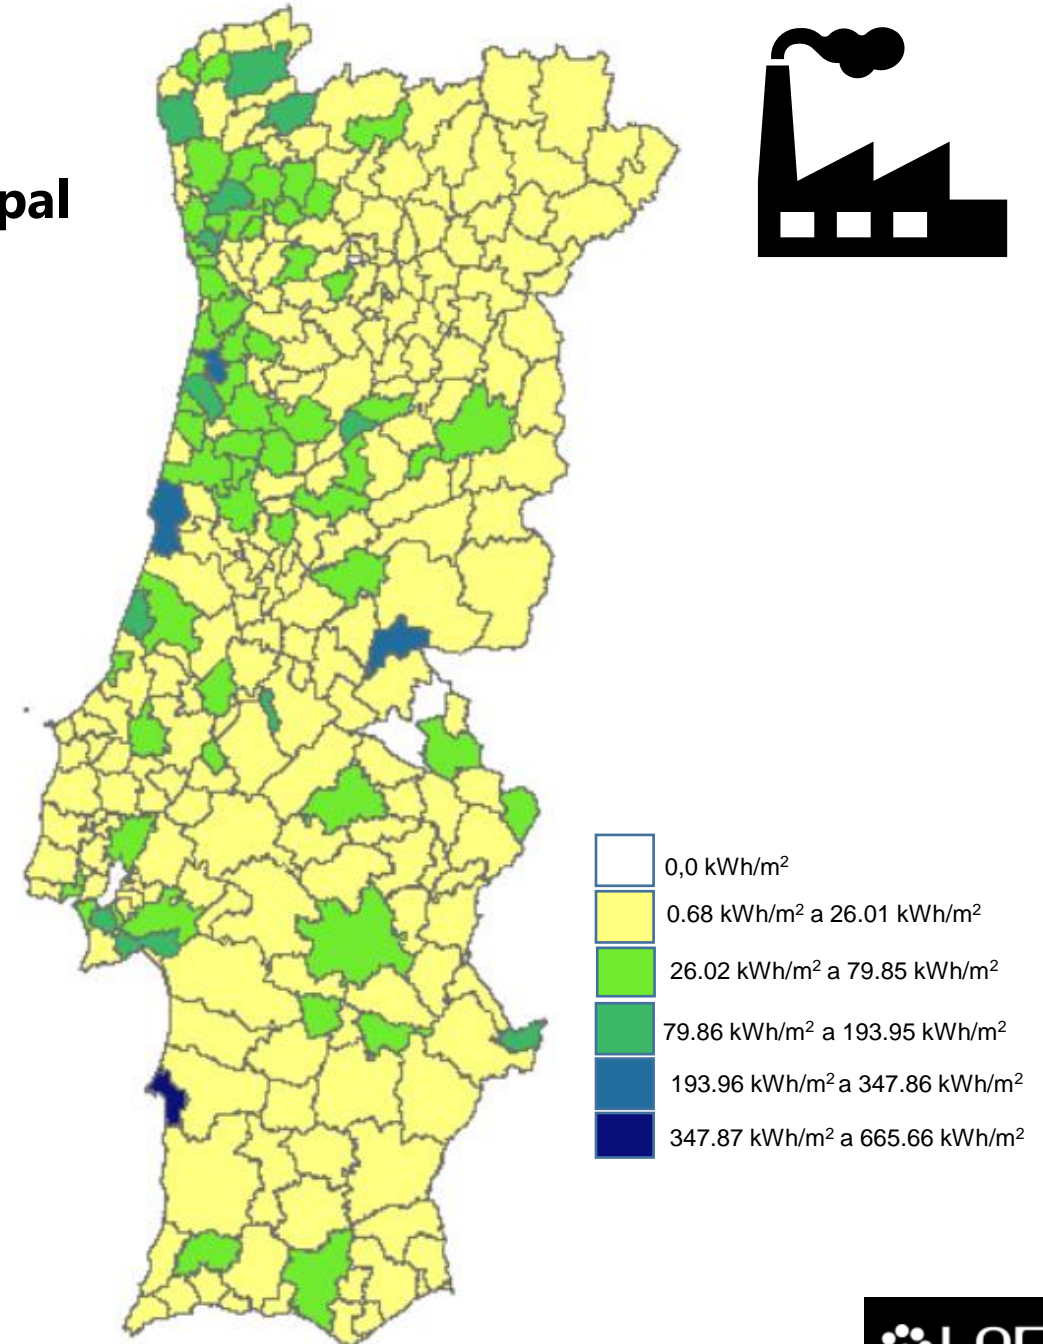 pal
0,0 kWh/m²
0.68 kWh/m² a 26.01 kWh/m²
26.02 kWh/m² a 79.85 kWh/m²
79.86 kWh/m² a 193.95 kWh/m²
193.96 kWh/m² a 347.86 kWh/m²
347.87 kWh/m² a 665.66 kWh/m²